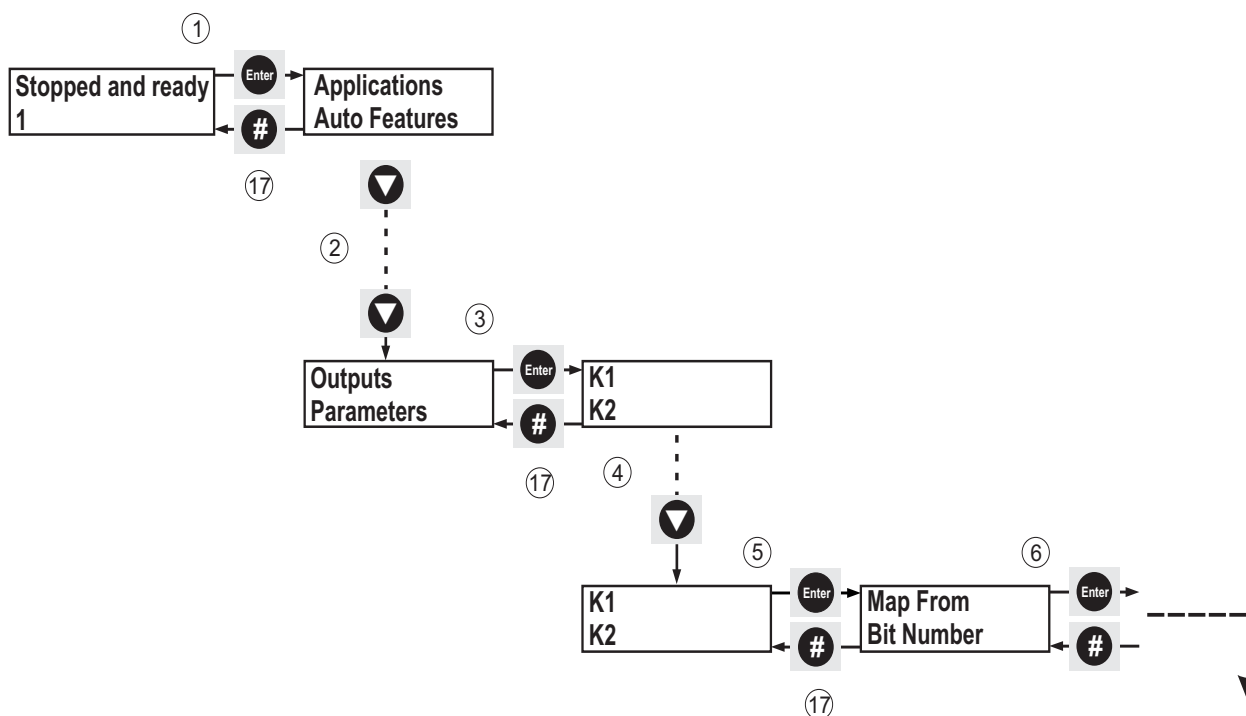 1
Stopped and ready
1
Enter
Applications
Auto Features
#
17
2
3
Outputs
Parameters
Enter
K1
K2
#
17
4
5
6
K1
K2
Enter
Map From
Bit Number
Enter
#
#
17